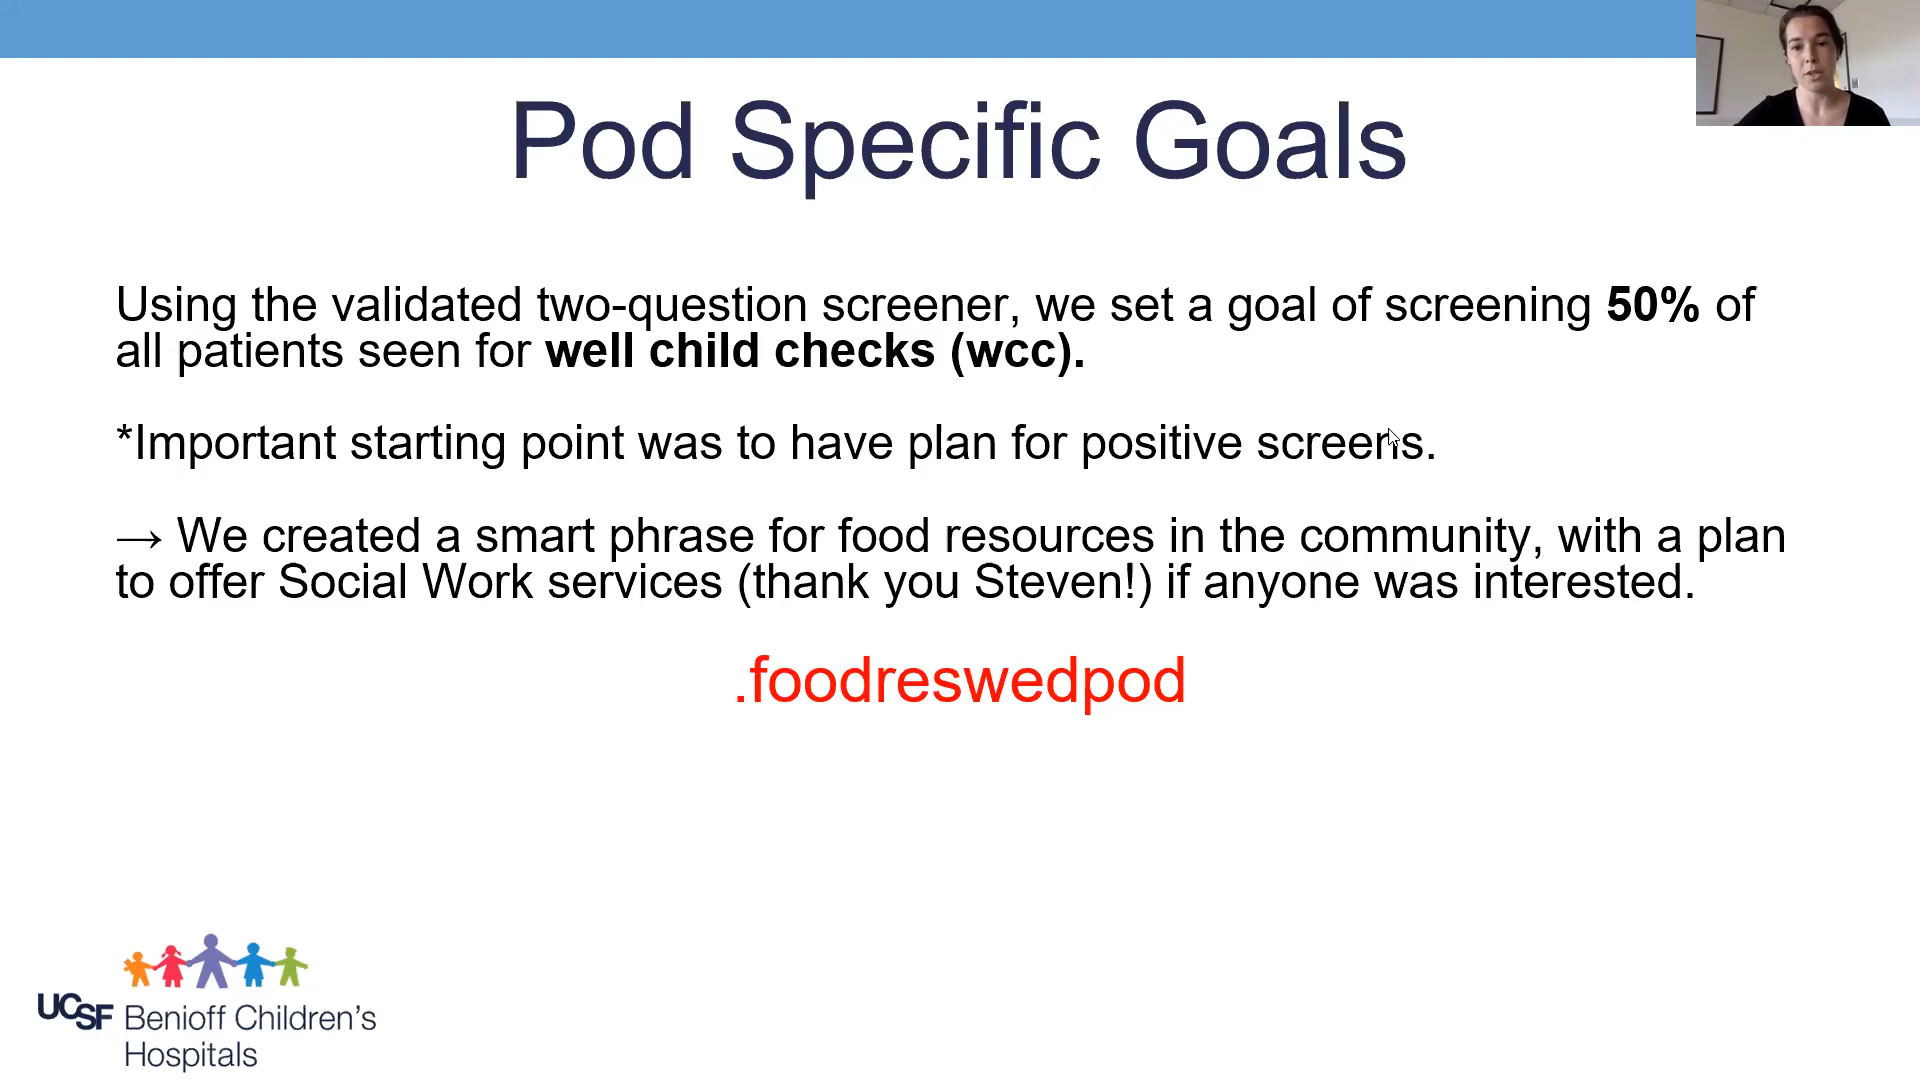 Pod Specific Goals
Using the validated two-question screener, we set a goal of screening 50% of
all patients seen for well child checks (wcc).
*Important starting point was to have plan for positive screens.
→ We created a smart phrase for food resources in the community, with a plan
to offer Social Work services (thank you Steven!) if anyone was interested.
.foodreswedpod
UCSF Benioff Children's
Hospitals